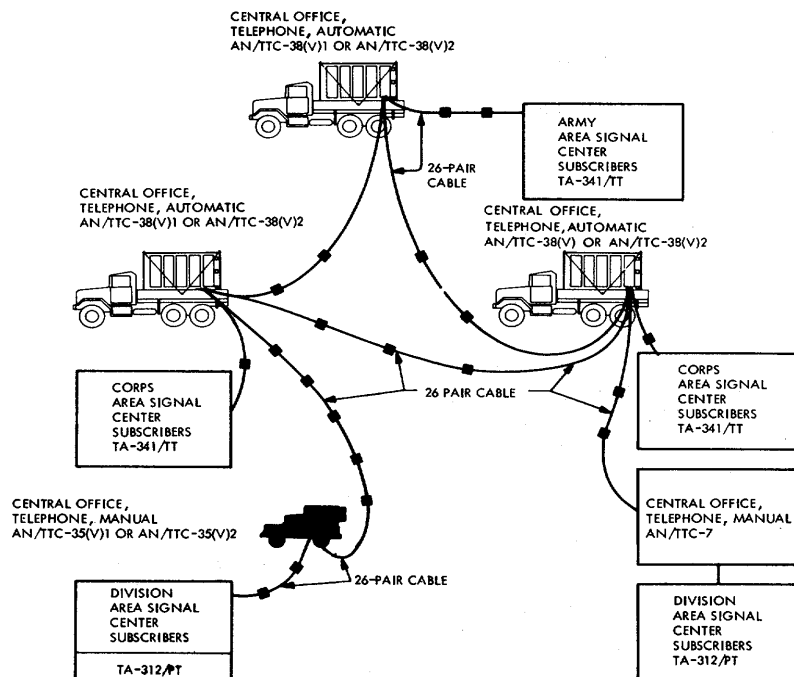 CENTRAL OFFICE,
TELEPHONE, AUTOMATIC
AN/TTC-38(V)1 OR AN/TTC-38(V)2
ARMY
AREA SIGNAL
CENTER
SUBSCRIBERS
TA-341/TT
26-PAIR
CABLE
CENTRAL OFFICE,
TELEPHONE, AUTOMATIC
AN/TTC-38(V)1 OR AN/TTC-38(V)2
CENTRAL OFFICE,
TELEPHONE, AUTOMATIC
AN/TTC-38(V) OR AN/TTC-38(V)2
CORPS
AREA SIGNAL
CENTER
SUBSCRIBERS
TA-341/TT
26 PAIR CABLE
CORPS
AREA SIGNAL
CENTER
SUBSCRIBERS
TA-341/TT
CENTRAL OFFICE,
TELEPHONE, MANUAL
AN/TTC-35(V)1 OR AN/TTC-35(V)2
CENTRAL OFFICE,
TELEPHONE, MANUAL
AN/TTC-7
26-PAIR CABLE
DIVISION
AREA SIGNAL
CENTER
SUBSCRIBERS
TA-312/PT
DIVISION
AREA SIGNAL
CENTER
SUBSCRIBERS
TA-312/PT